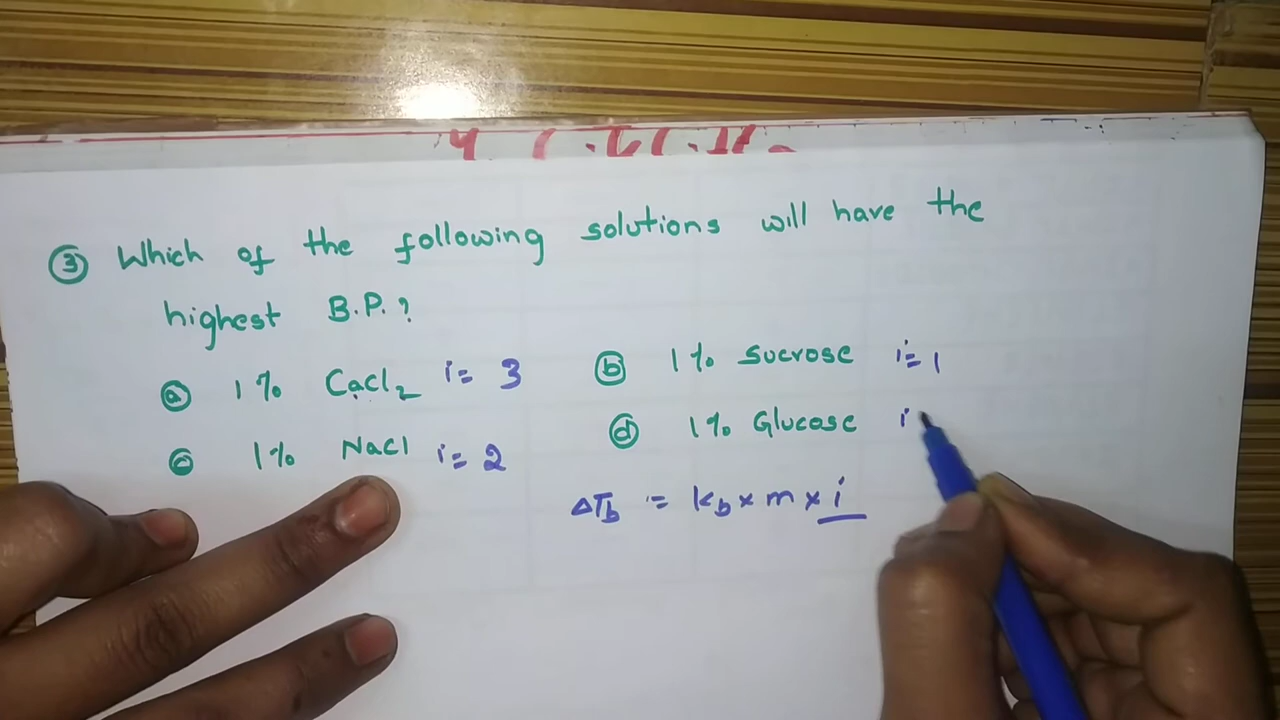 ③ Which of the following solutions will have the
highest B.P.?
ⓐ 1% CaCl₂ i= 3 ⓑ 1% Sucrose i=1
ⓒ 1% NaCl i= 2 ⓓ 1% Glucose i
ΔTb = kb × m × i